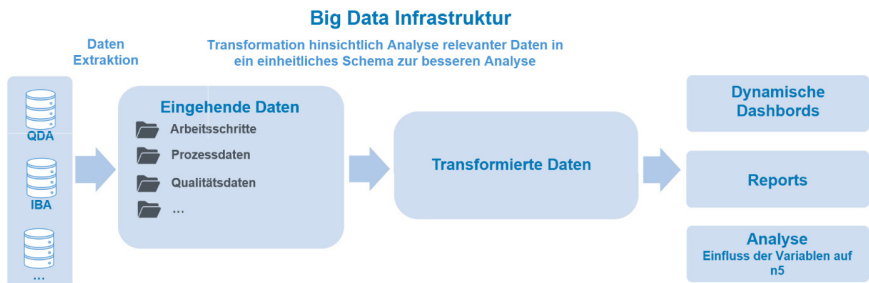 Big Data Infrastruktur
Daten
Extraktion
Transformation hinsichtlich Analyse relevanter Daten in
ein einheitliches Schema zur besseren Analyse
QDA
IBA
...
Eingehende Daten
Arbeitsschritte
Prozessdaten
Qualitätsdaten
...
Transformierte Daten
Dynamische
Dashbords
Reports
Analyse
Einfluss der Variablen auf
n5